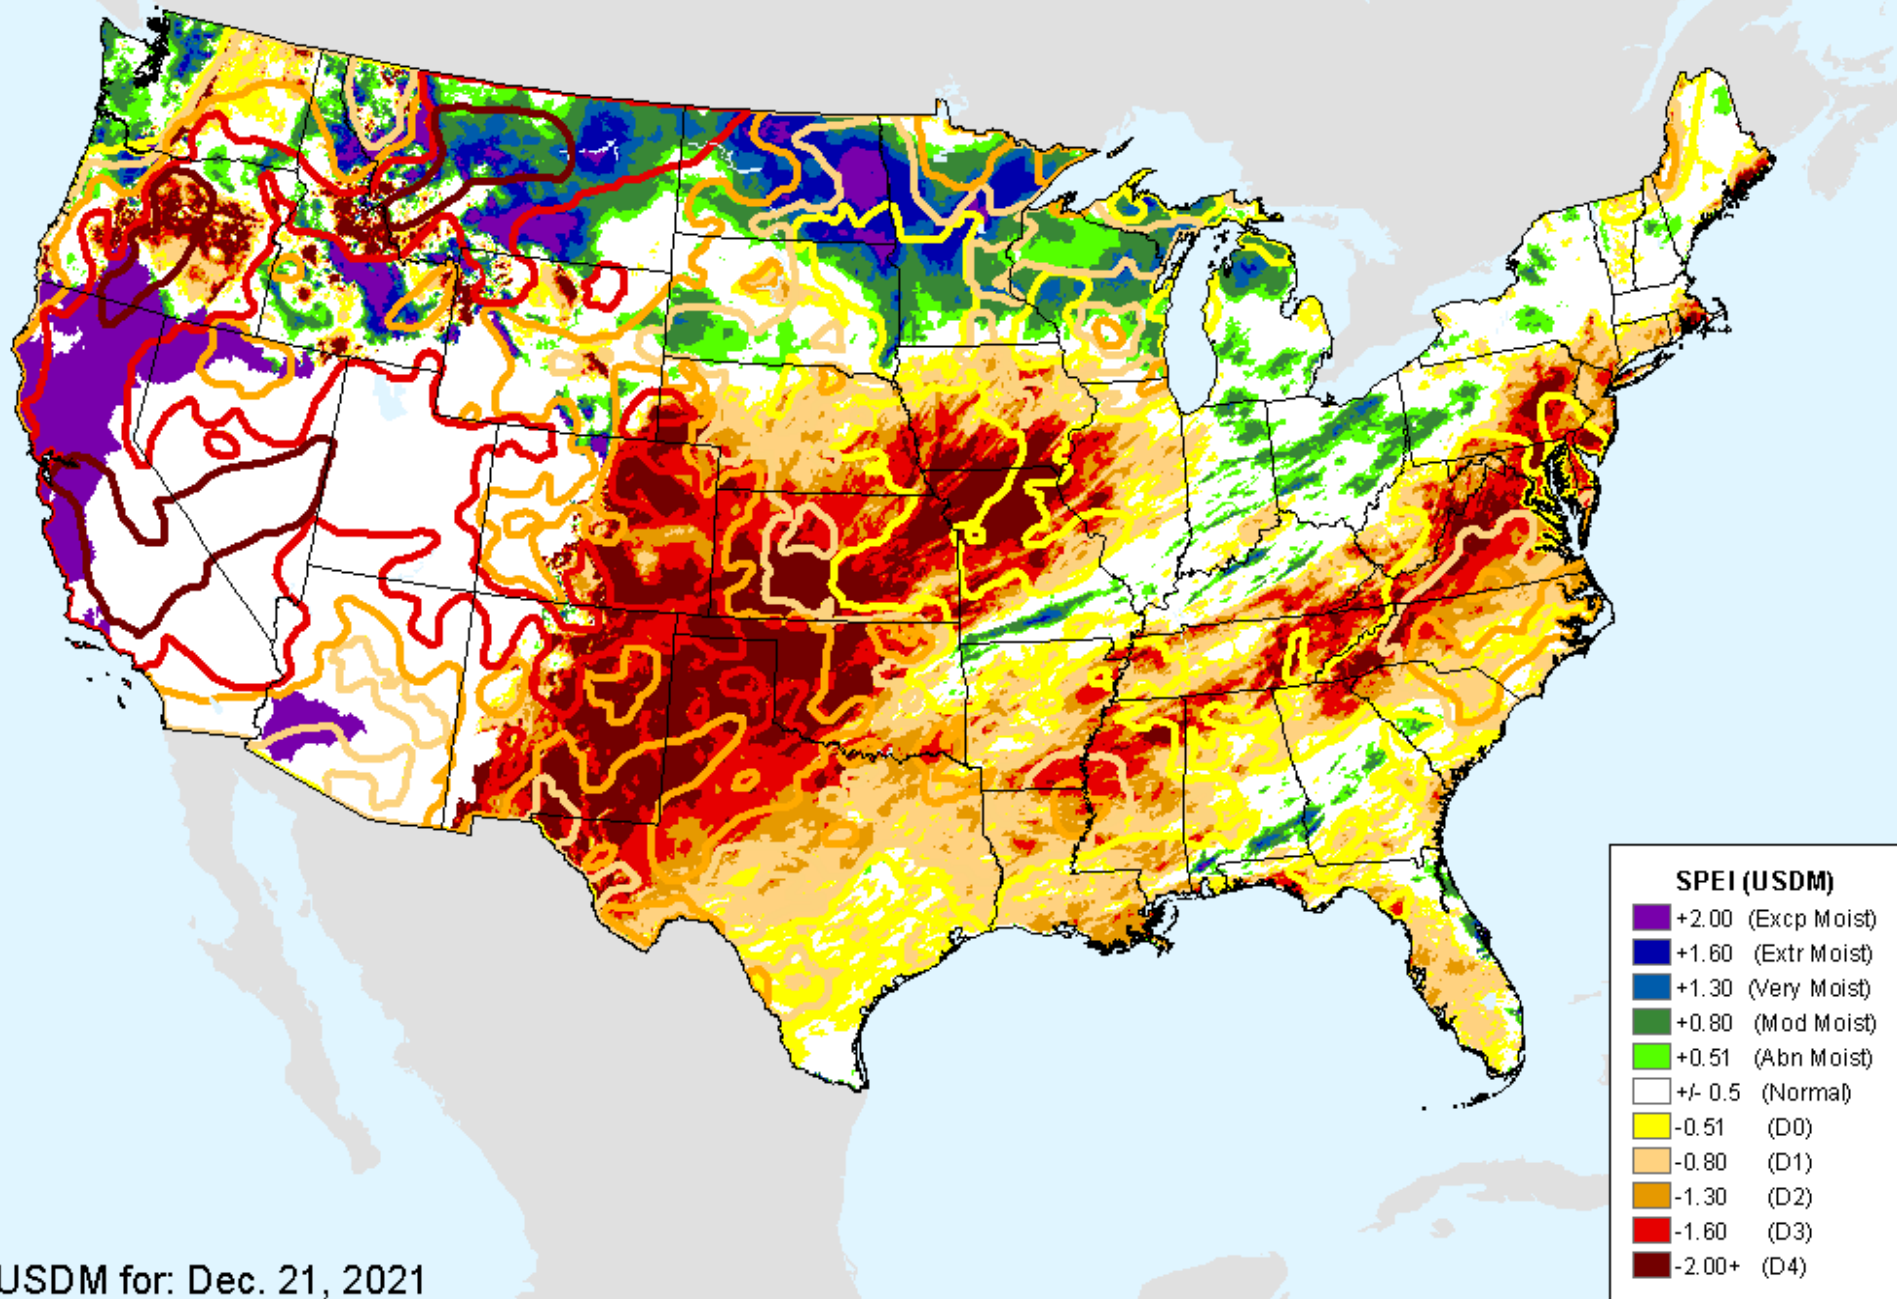 SPEI (USDM)
+2.00 (Excp Moist)
+1.60 (Extr Moist)
+1.30 (Very Moist)
+0.80 (Mod Moist)
+0.51 (Abn Moist)
+/- 0.5 (Normal)
-0.51 (D0)
-0.80 (D1)
-1.30 (D2)
-1.60 (D3)
-2.00+ (D4)
USDM for: Dec. 21, 2021